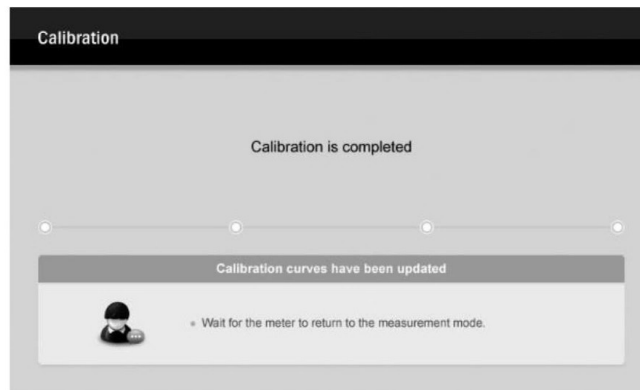 Calibration
Calibration is completed
Calibration curves have been updated
Wait for the meter to return to the measurement mode.